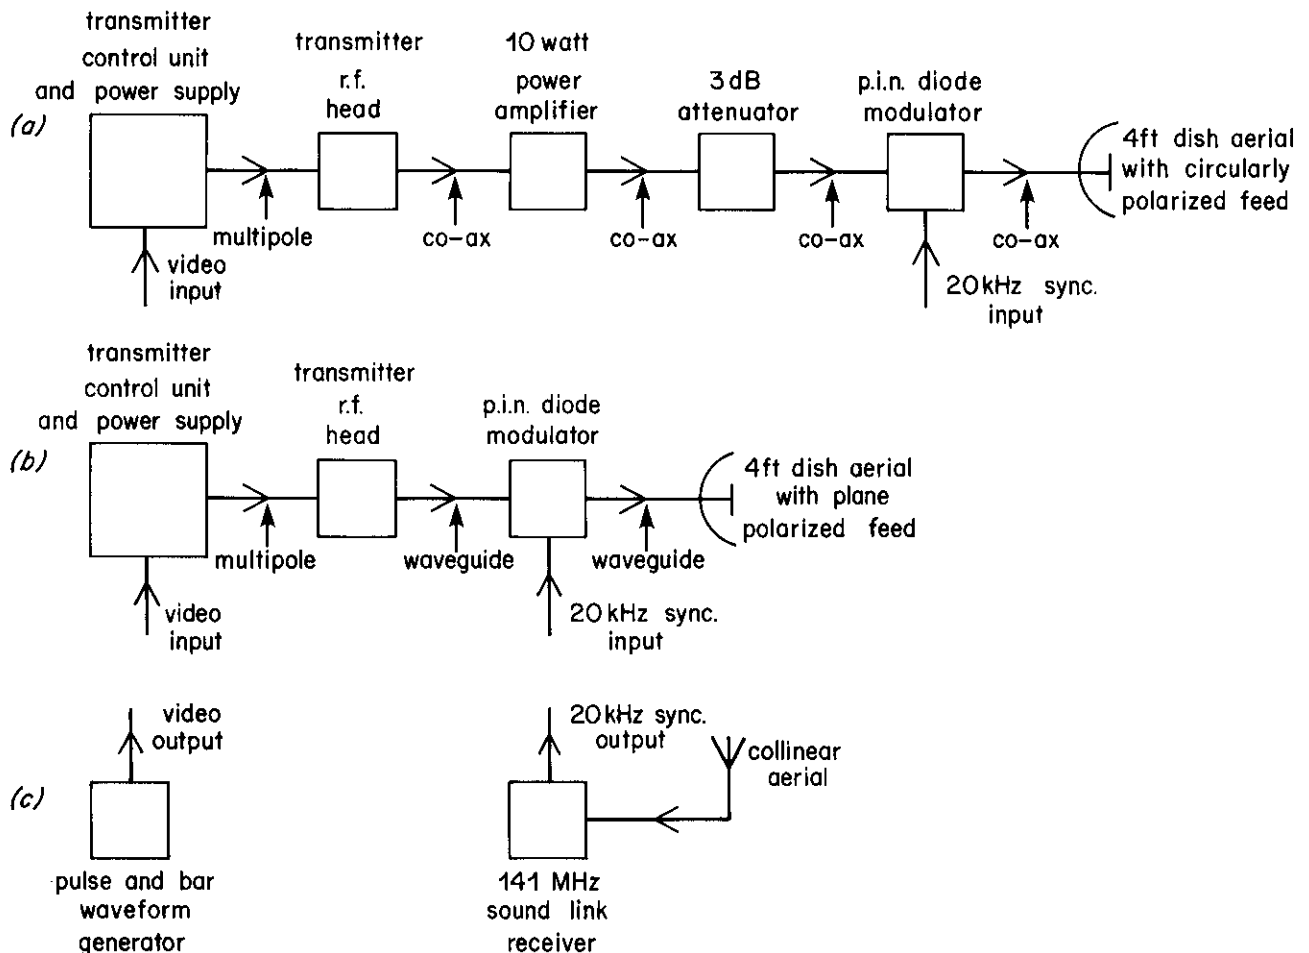 transmitter
control unit
and power supply
transmitter
r.f.
head
10 watt
power
amplifier
3 dB
attenuator
p.i.n. diode
modulator
(a)
4ft dish aerial
with circularly
polarized feed
multipole
co-ax
co-ax
co-ax
co-ax
video
input
20 kHz sync.
input
transmitter
control unit
and power supply
transmitter
r.f.
head
p.i.n. diode
modulator
(b)
4ft dish aerial
with plane
polarized feed
multipole
waveguide
waveguide
video
input
20 kHz sync.
input
video
output
20 kHz sync.
output
collinear
aerial
(c)
pulse and bar
waveform
generator
141 MHz
sound link
receiver